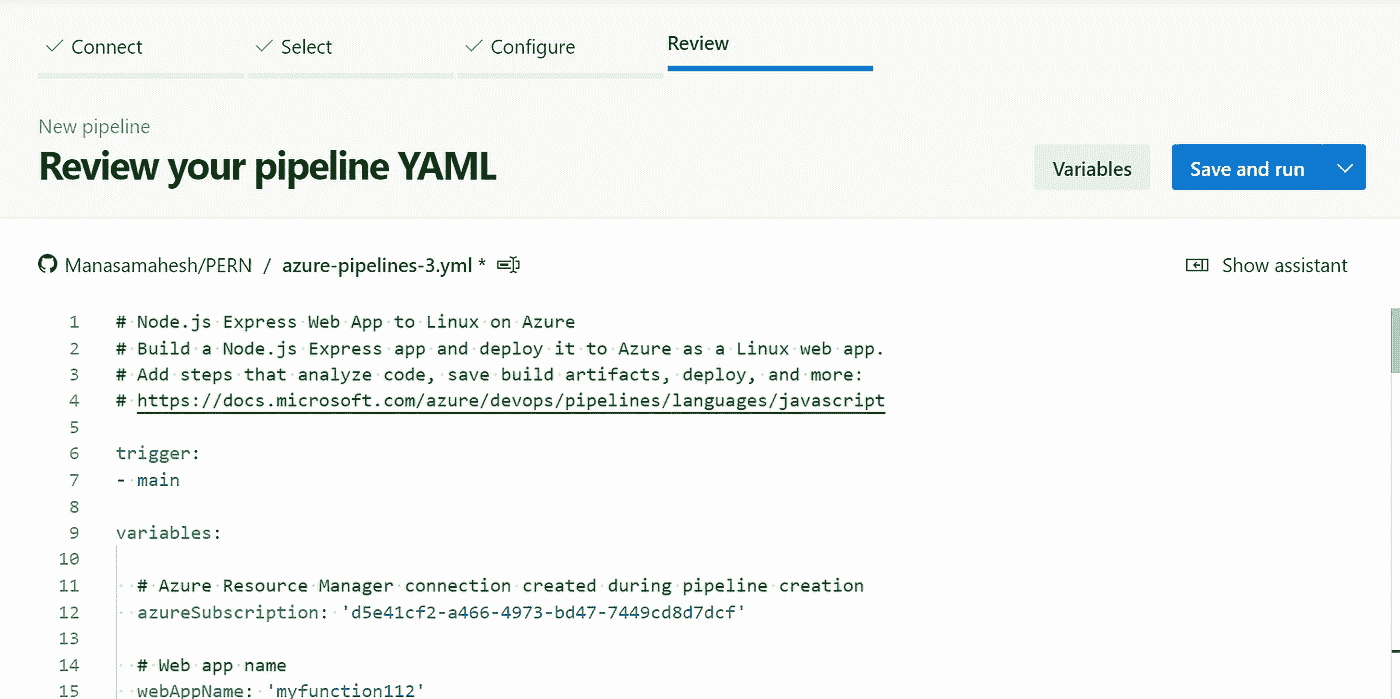 Connect Select Configure Review
New pipeline
Review your pipeline YAML
Variables Save and run
Manasamahesh/PERN / azure-pipelines-3.yml *
Show assistant
1 # Node.js Express Web App to Linux on Azure
2 # Build a Node.js Express app and deploy it to Azure as a Linux web app.
3 # Add steps that analyze code, save build artifacts, deploy, and more:
4 # https://docs.microsoft.com/azure/devops/pipelines/languages/javascript
5
6 trigger:
7 - main
8
9 variables:
10
11 # Azure Resource Manager connection created during pipeline creation
12 azureSubscription: 'd5e41cf2-a466-4973-bd47-7449cd8d7dcf'
13
14 # Web app name
15 webAppName: 'myfunction112'